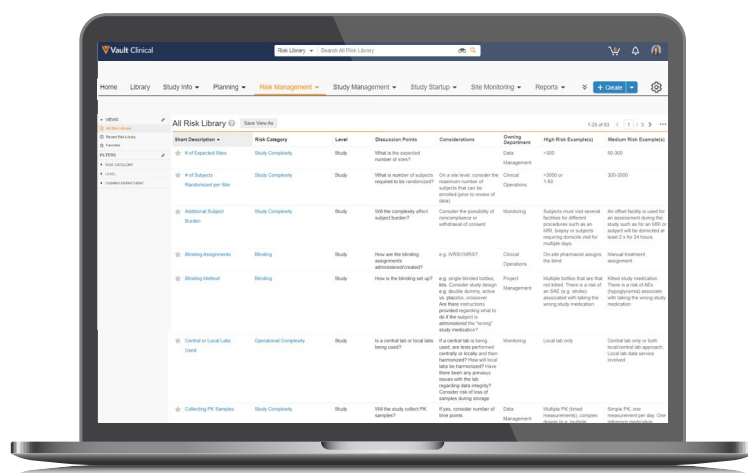 Vault Clinical
Risk Library
Search All Risk Library
Home Library Study Info Planning Risk Management Study Management Study Startup Site Monitoring Reports + Create
VIEWS
All Risk Library
Recent Risk Library
Favorites
FILTERS
RISK CATEGORY
LEVEL
OWNING DEPARTMENT
All Risk Library Save View As
1-25 of 63 1 / 3
Short Description Risk Category Level Discussion Points Considerations Owning Department High Risk Example(s) Medium Risk Example(s)
# of Expected Sites
Study Complexity
Study
What is the expected
number of sites?
Data
Management
>300
50-300
# of Subjects
Randomized per Site
Study Complexity
Study
What is number of subjects
required to be randomized?
On a site level, consider the
maximum number of
subjects that can be
enrolled (prior to review of
data)
Clinical
Operations
>3000 or
1-50
300-3000
Additional Subject
Burden
Study Complexity
Study
Will the complexity affect
subject burden?
Consider the possibility of
noncompliance or
withdrawal of consent
Monitoring
Subjects must visit several
facilities for different
procedures such as an
MRI, biopsy or subjects
requiring domicile visit for
multiple days
An offset facility is used for
an assessment during the
study such as for an MRI or
subject will be domiciled at
least 2 x for 24 hours.
Blinding Assignments
Blinding
Study
How are the blinding
assignments
administered/created?
e.g. IVRS/IWRS?
Clinical
Operations
On-site pharmacist assigns
the blind
Manual treatment
assignment
Blinding Method
Blinding
Study
How is the blinding set up?
e.g. single blinded bottles,
kits. Consider study design
e.g. double dummy, active
vs. placebo, crossover
Are there instructions
provided regarding what to
do if the subject is
administered the "wrong"
study medication?
Project
Management
Multiple bottles that are that
not kitted. There is a risk of
an SAE (e.g. stroke)
associated with taking the
wrong study medication
Kitted study medication.
There is a risk of AEs
(hypoglycemia) associate
with taking the wrong study
medication
Central or Local Labs
Used
Operational Complexity
Study
Is a central lab or local labs
being used?
If a central lab is being
used, are tests performed
centrally or locally and then
harmonized? How will local
labs be harmonized? Have
there been any previous
issues with the lab
regarding data integrity?
Consider risk of loss of
samples during storage
Monitoring
Local lab only
Central lab only or both
local/central lab approach;
Local lab data service
involved
Collecting PK Samples
Study Complexity
Study
Will the study collect PK
samples?
If yes, consider number of
time points.
Data
Management
Multiple PK (timed
measurements), complex
Simple PK: one
measurement per day. One